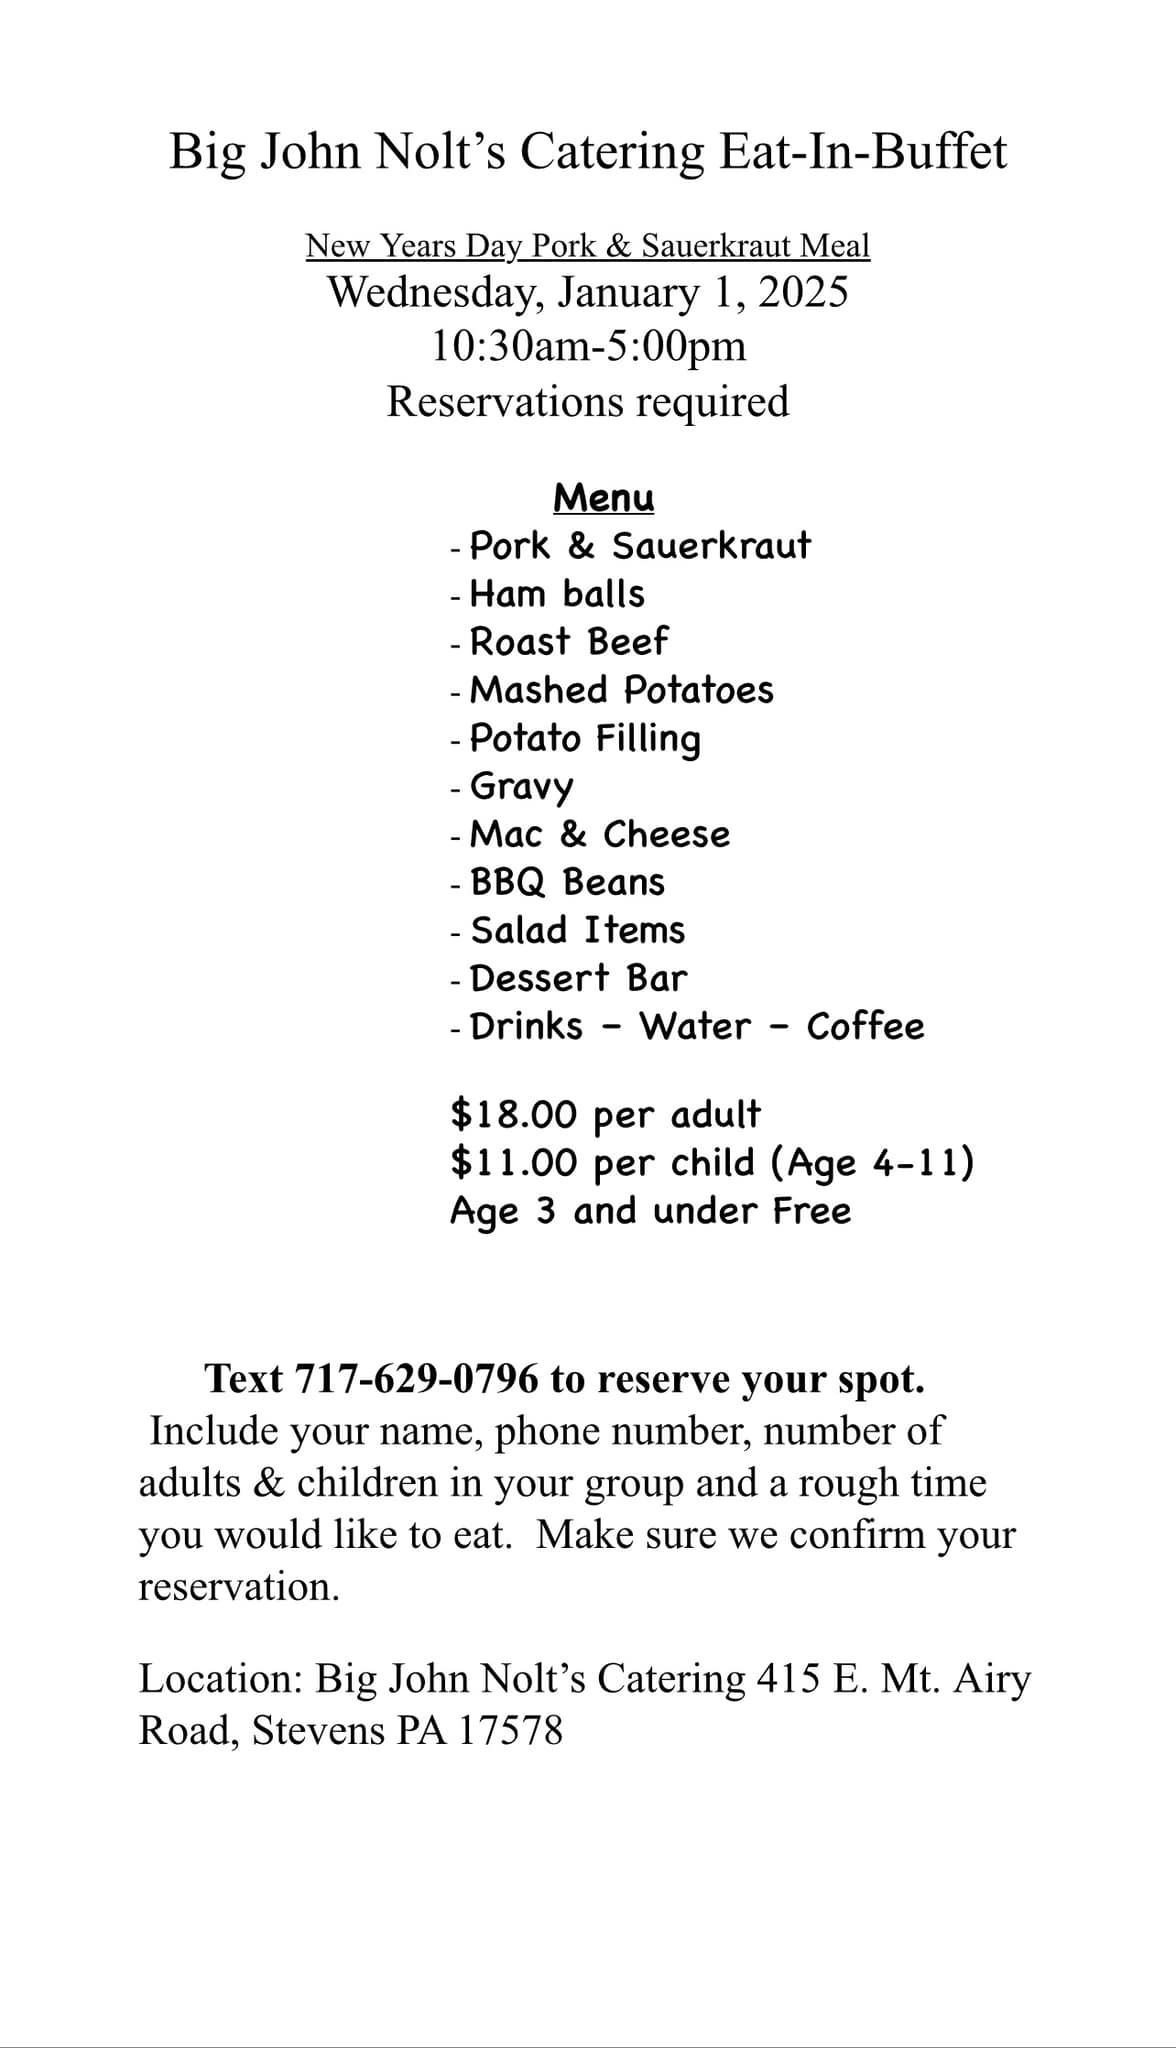 Big John Nolt’s Catering Eat-In-Buffet
New Years Day Pork & Sauerkraut Meal
Wednesday, January 1, 2025
10:30am-5:00pm
Reservations required
Menu
- Pork & Sauerkraut
- Ham balls
- Roast Beef
- Mashed Potatoes
- Potato Filling
- Gravy
- Mac & Cheese
- BBQ Beans
- Salad Items
- Dessert Bar
- Drinks – Water – Coffee
$18.00 per adult
$11.00 per child (Age 4-11)
Age 3 and under Free
Text 717-629-0796 to reserve your spot.
Include your name, phone number, number of
adults & children in your group and a rough time
you would like to eat.  Make sure we confirm your
reservation.
Location: Big John Nolt’s Catering 415 E. Mt. Airy
Road, Stevens PA 17578